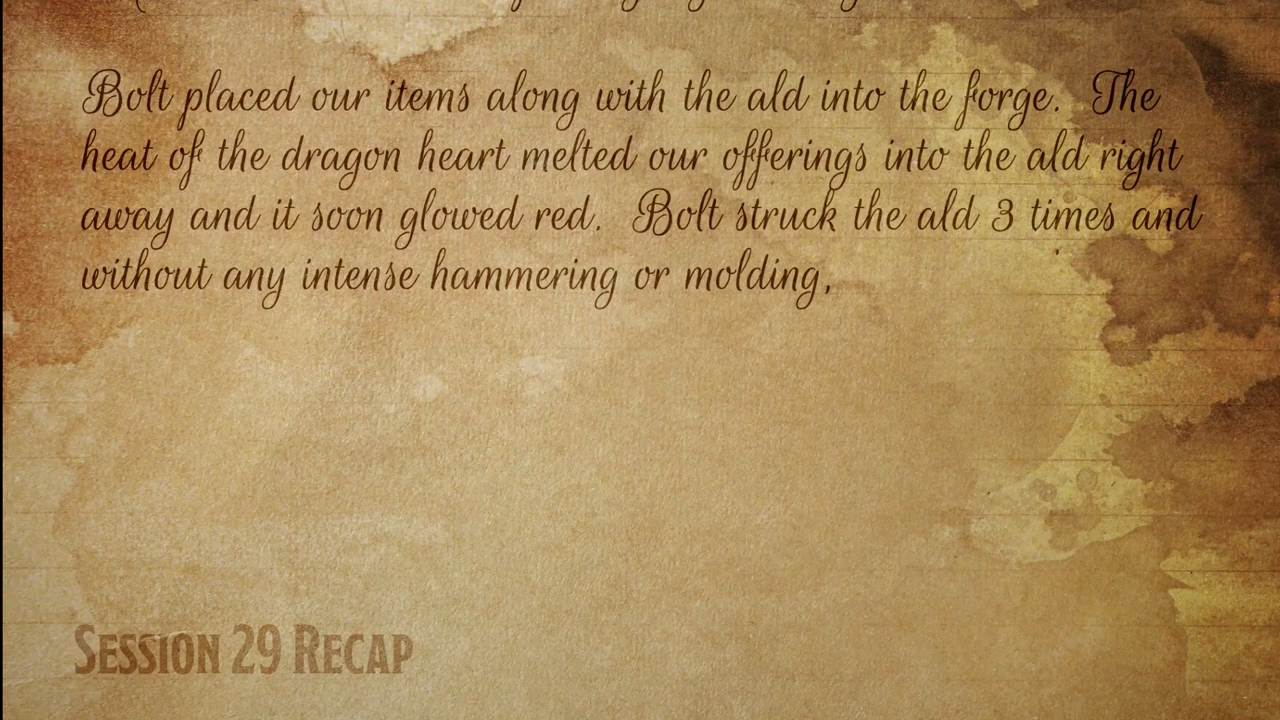 Bolt placed our items along with the ald into the forge. The
heat of the dragon heart melted our offerings into the ald right
away and it soon glowed red. Bolt struck the ald 3 times and
without any intense hammering or molding,
Session 29 Recap